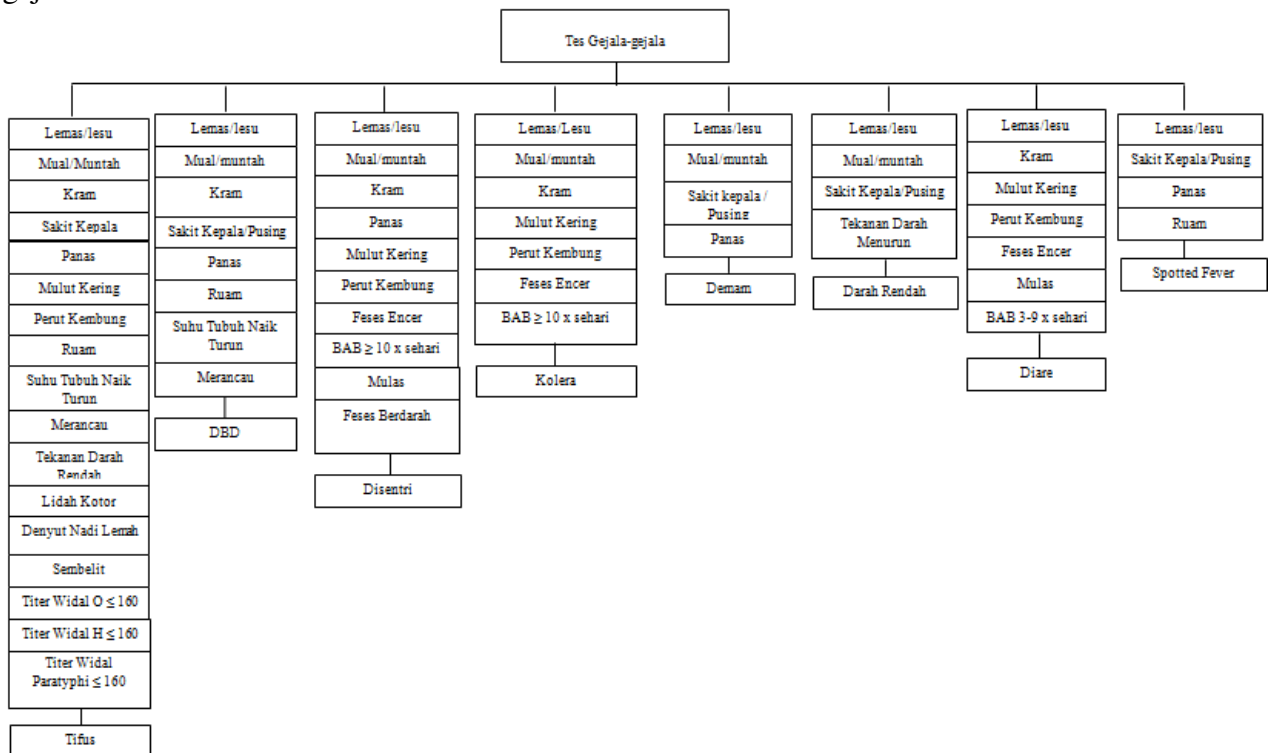 Tes Gejala-gejala
Lemas/lesu
Mual/Muntah
Kram
Sakit Kepala
Panas
Mulut Kering
Perut Kembung
Ruam
Suhu Tubuh Naik
Turun
Merancau
Tekanan Darah
Rendah
Lidah Kotor
Denyut Nadi Lemah
Sembelit
Titer Widal O ≤ 160
Titer Widal H ≤ 160
Titer Widal
Paratyphi ≤ 160
Tifus
Lemas/lesu
Mual/muntah
Kram
Sakit Kepala/Pusing
Panas
Ruam
Suhu Tubuh Naik
Turun
Merancau
DBD
Lemas/lesu
Mual/muntah
Kram
Panas
Mulut Kering
Perut Kembung
Feses Encer
BAB ≥ 10 x sehari
Mulas
Feses Berdarah
Disentri
Lemas/Lesu
Mual/muntah
Kram
Mulut Kering
Perut Kembung
Feses Encer
BAB ≥ 10 x sehari
Kolera
Lemas/lesu
Mual/muntah
Sakit kepala /
Pusing
Panas
Demam
Lemas/lesu
Mual/muntah
Sakit Kepala/Pusing
Tekanan Darah
Menurun
Darah Rendah
Lemas/lesu
Kram
Mulut Kering
Perut Kembung
Feses Encer
Mulas
BAB 3-9 x sehari
Diare
Lemas/lesu
Sakit Kepala/Pusing
Panas
Ruam
Spotted Fever